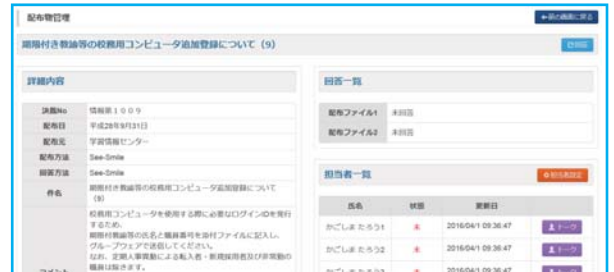 配布物管理
前の画面に戻る
期限付き教諭等の校務用コンピュータ追加登録について（9）
回答
詳細内容
決裁No 情報第１００９
配布日 平成28年9月31日
配布元 学習情報センター
配布方法 See-Smile
回答方法 See-Smile
件名 期限付き教諭等の校務用コンピュータ追加登録について
（9）
校務用コンピュータを使用する際に必要なログインIDを発行
するため、
期限付教諭等の氏名と職員番号を添付ファイルに記入し、
グループウェアで送信してください。
なお、定期人事異動による転入者・新規採用者及び非常勤の
職員は除きます。
コメント
回答一覧
配布ファイル1 未回答
配布ファイル2 未回答
担当者一覧
担当者設定
氏名 状態 更新日
かごしま たろう1 未 2016/04/1 09:36:47 トーク
かごしま たろう2 未 2016/04/1 09:36:47 トーク
2016/04/1 09:36:47 トーク